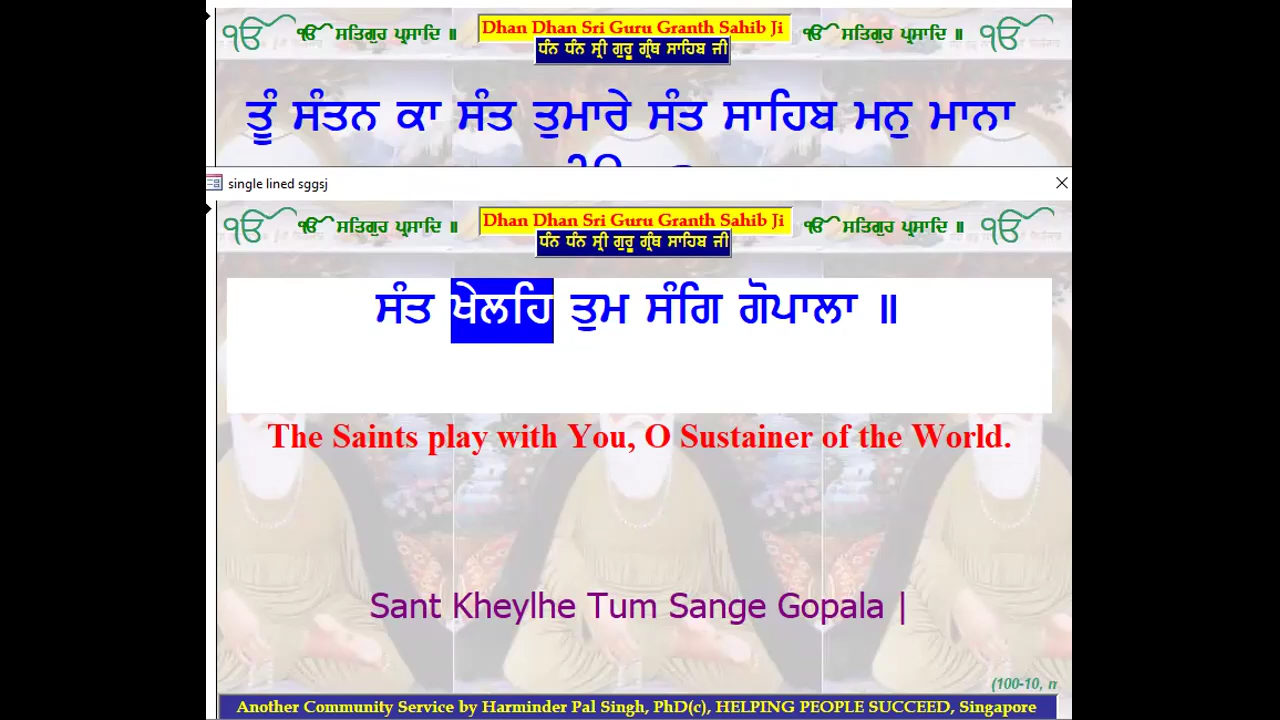 ੴ ੴ ਸਤਿਗੁਰ ਪ੍ਰਸਾਦਿ ॥ Dhan Dhan Sri Guru Granth Sahib Ji ੴ ਸਤਿਗੁਰ ਪ੍ਰਸਾਦਿ ॥ ੴ
ਧੰਨ ਧੰਨ ਸ੍ਰੀ ਗੁਰੂ ਗ੍ਰੰਥ ਸਾਹਿਬ ਜੀ
ਤੂੰ ਸੰਤਨ ਕਾ ਸੰਤ ਤੁਮਾਰੇ ਸੰਤ ਸਾਹਿਬ ਮਨੁ ਮਾਨਾ
single lined sggsj
ੴ ੴ ਸਤਿਗੁਰ ਪ੍ਰਸਾਦਿ ॥ Dhan Dhan Sri Guru Granth Sahib Ji ੴ ਸਤਿਗੁਰ ਪ੍ਰਸਾਦਿ ॥ ੴ
ਧੰਨ ਧੰਨ ਸ੍ਰੀ ਗੁਰੂ ਗ੍ਰੰਥ ਸਾਹਿਬ ਜੀ
ਸੰਤ ਖੇਲਹਿ ਤੁਮ ਸੰਗਿ ਗੋਪਾਲਾ ॥
The Saints play with You, O Sustainer of the World.
Sant Kheylhe Tum Sange Gopala |
(100-10,
Another Community Service by Harminder Pal Singh, PhD(c), HELPING PEOPLE SUCCEED, Singapore